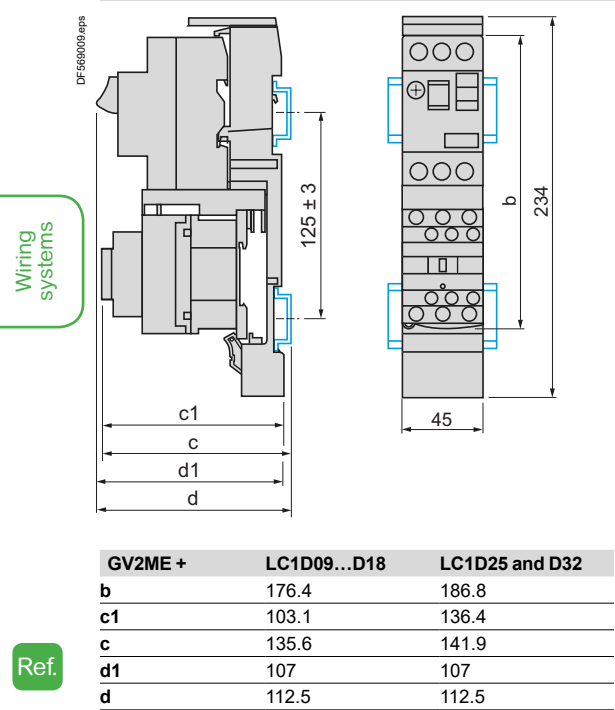 DF569009.eps
Wiring
systems
125 ± 3
b
234
c1
c
d1
d
45
GV2ME + LC1D09…D18 LC1D25 and D32
b 176.4 186.8
c1 103.1 136.4
c 135.6 141.9
d1 107 107
d 112.5 112.5
Ref.